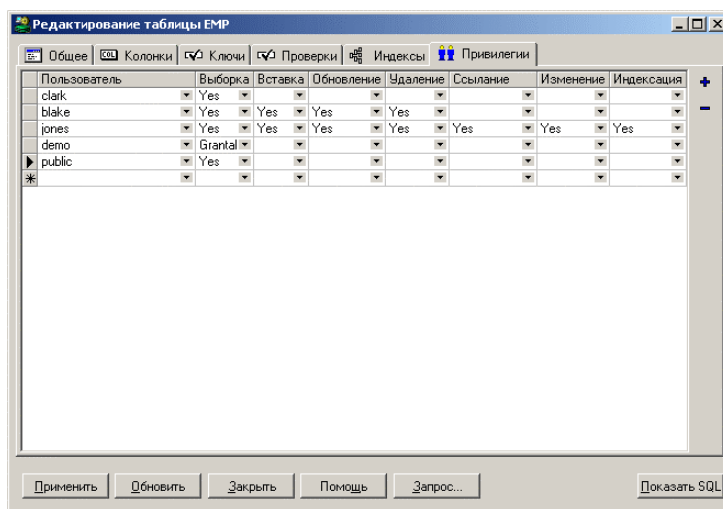 Редактирование таблицы EMP
Общее COL Колонки Ключи Проверки Индексы Привилегии
Пользователь Выборка Вставка Обновление Удаление Ссылание Изменение Индексация
clark Yes
blake Yes Yes Yes Yes
jones Yes Yes Yes Yes Yes Yes Yes
demo Grantal
public Yes
Применить Обновить Закрыть Помощь Запрос... Показать SQL